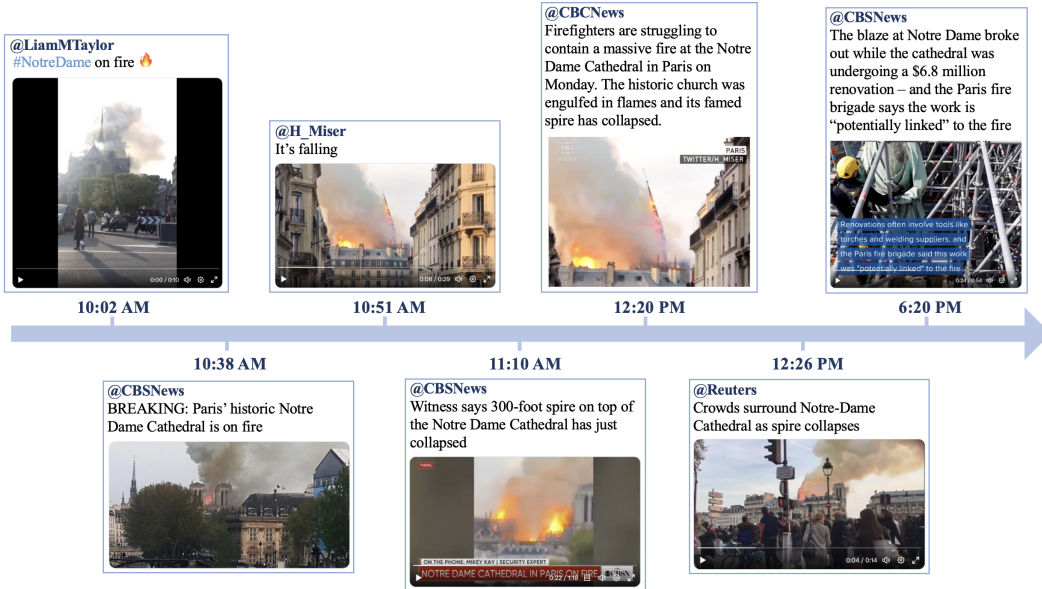 @LiamMTaylor
#NotreDame on fire 🔥
0:00 / 0:10
10:02 AM
@CBSNews
BREAKING: Paris’ historic Notre
Dame Cathedral is on fire
10:38 AM
@H_Miser
It’s falling
0:08 / 0:29
10:51 AM
@CBSNews
Witness says 300-foot spire on top of
the Notre Dame Cathedral has just
collapsed
PARIS
ON THE PHONE: MIKEY KAY | SECURITY EXPERT
NOTRE DAME CATHEDRAL IN PARIS ON FIRE
CBSN
0:22 / 1:18
11:10 AM
@CBCNews
Firefighters are struggling to
contain a massive fire at the Notre
Dame Cathedral in Paris on
Monday. The historic church was
engulfed in flames and its famed
spire has collapsed.
PARIS
TWITTER/H_MISER
12:20 PM
@Reuters
Crowds surround Notre-Dame
Cathedral as spire collapses
0:04 / 0:14
12:26 PM
@CBSNews
The blaze at Notre Dame broke
out while the cathedral was
undergoing a $6.8 million
renovation – and the Paris fire
brigade says the work is
“potentially linked” to the fire
Renovations often involve tools like
torches and welding suppliers, and
the Paris fire brigade said this work
was "potentially linked" to the fire
6:20 PM